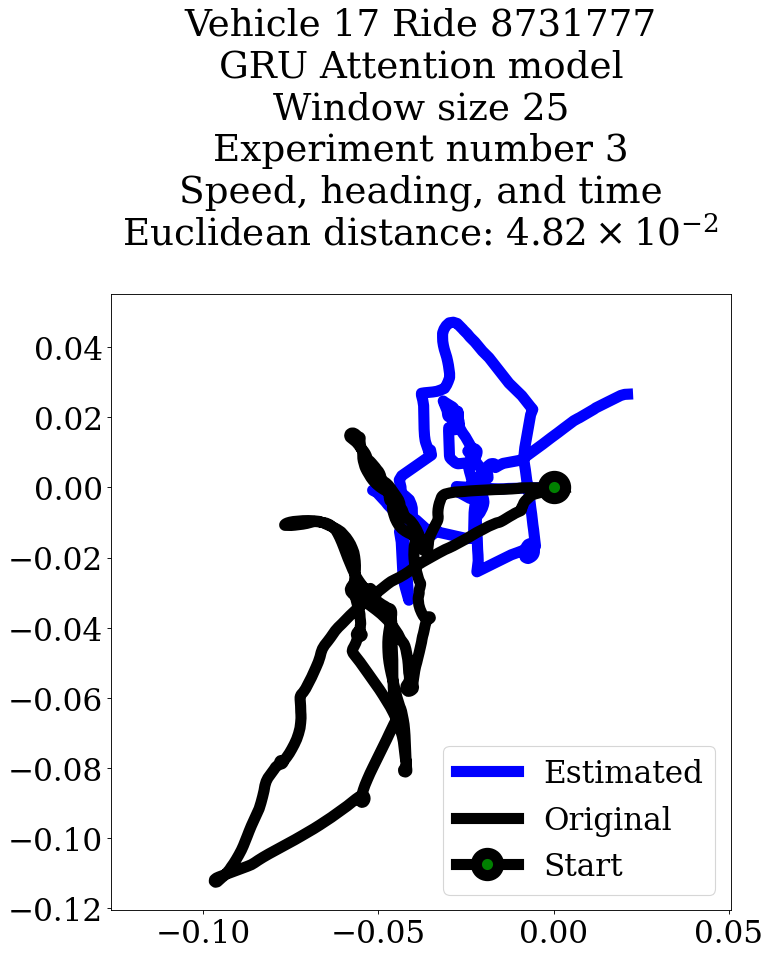 Vehicle 17 Ride 8731777
GRU Attention model
Window size 25
Experiment number 3
Speed, heading, and time
Euclidean distance: 4.82 × 10⁻²
0.04
0.02
0.00
−0.02
−0.04
−0.06
−0.08
−0.10
−0.12
Estimated
Original
Start
−0.10
−0.05
0.00
0.05